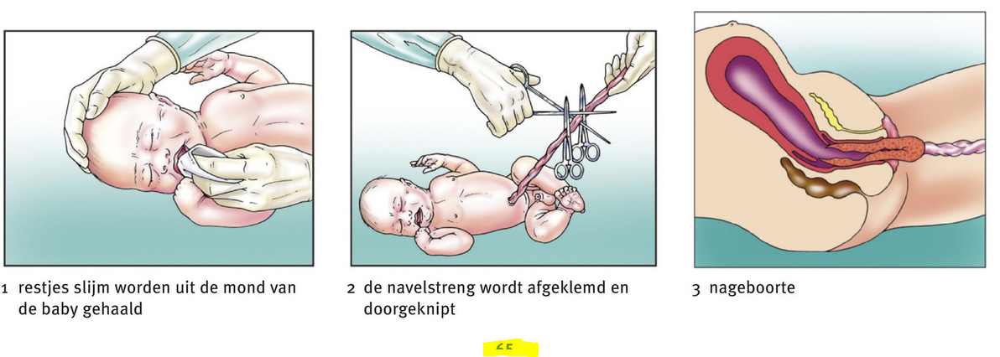 1 restjes slijm worden uit de mond van
de baby gehaald
2 de navelstreng wordt afgeklemd en
doorgeknipt
3 nageboorte